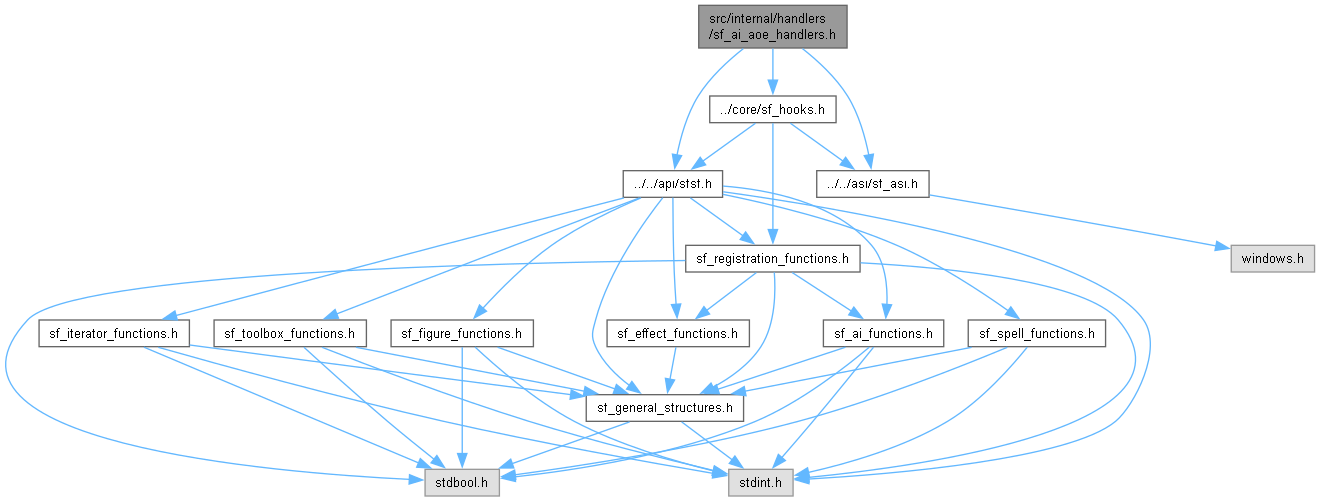 src/internal/handlers
/sf_ai_aoe_handlers.h
../core/sf_hooks.h
../../api/sfsf.h
../../asi/sf_asi.h
sf_registration_functions.h
windows.h
sf_iterator_functions.h
sf_toolbox_functions.h
sf_figure_functions.h
sf_effect_functions.h
sf_ai_functions.h
sf_spell_functions.h
sf_general_structures.h
stdbool.h
stdint.h